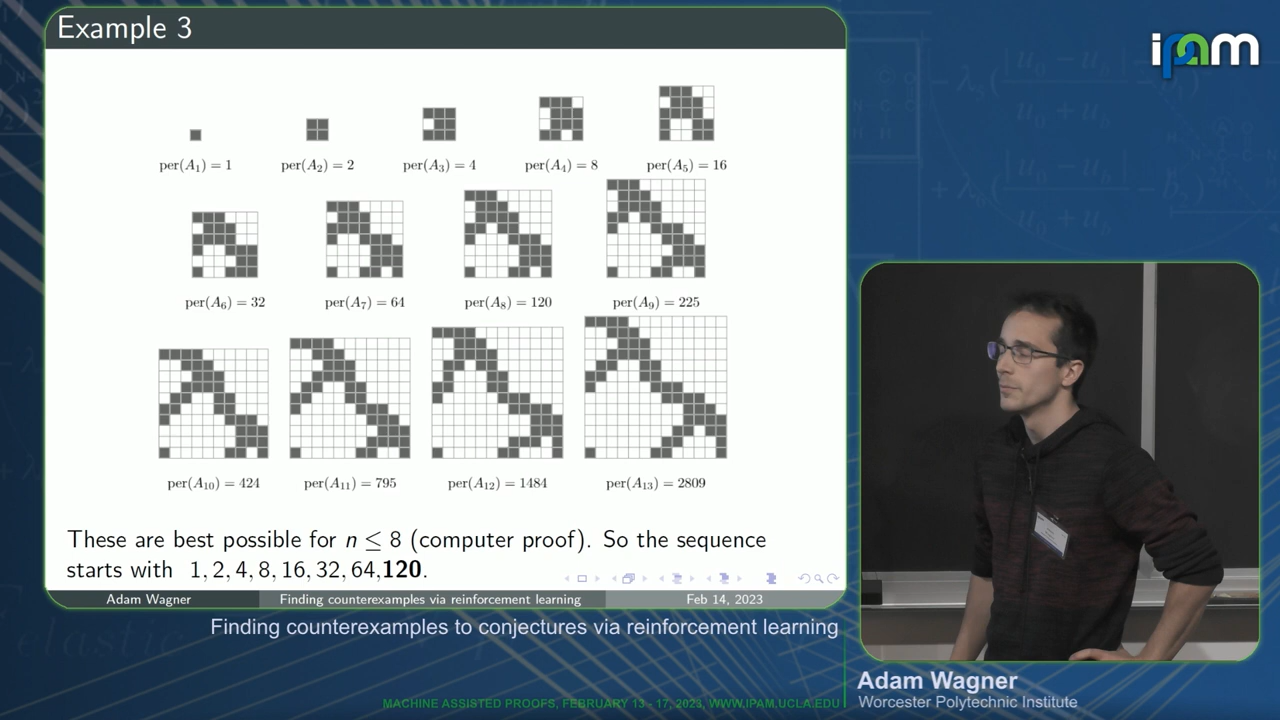 Example 3
ipam
per(A₁) = 1 per(A₂) = 2 per(A₃) = 4 per(A₄) = 8 per(A₅) = 16
per(A₆) = 32 per(A₇) = 64 per(A₈) = 120 per(A₉) = 225
per(A₁₀) = 424 per(A₁₁) = 795 per(A₁₂) = 1484 per(A₁₃) = 2809
These are best possible for n ≤ 8 (computer proof). So the sequence
starts with 1, 2, 4, 8, 16, 32, 64, 120.
Adam Wagner Finding counterexamples via reinforcement learning Feb 14, 2023
Finding counterexamples to conjectures via reinforcement learning
Adam Wagner
Worcester Polytechnic Institute
MACHINE ASSISTED PROOFS, FEBRUARY 13 - 17, 2023, WWW.IPAM.UCLA.EDU